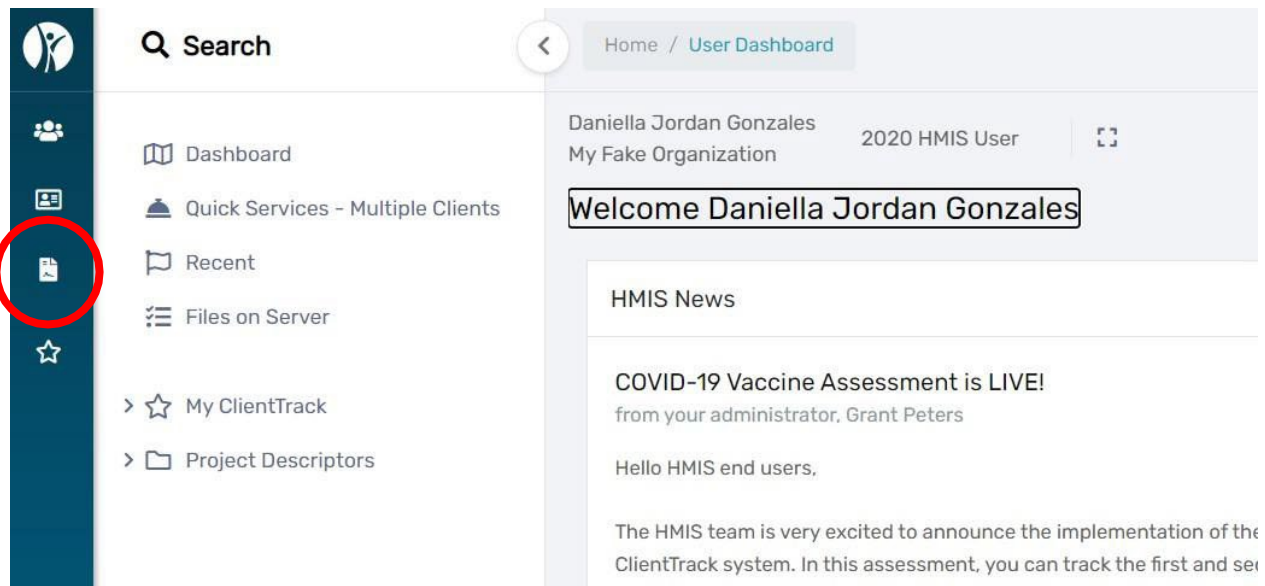 Search
Home / User Dashboard
Dashboard
Quick Services - Multiple Clients
Recent
Files on Server
My ClientTrack
Project Descriptors
Daniella Jordan Gonzales
My Fake Organization
2020 HMIS User
Welcome Daniella Jordan Gonzales
HMIS News
COVID-19 Vaccine Assessment is LIVE!
from your administrator, Grant Peters
Hello HMIS end users,
The HMIS team is very excited to announce the implementation of the
ClientTrack system. In this assessment, you can track the first and